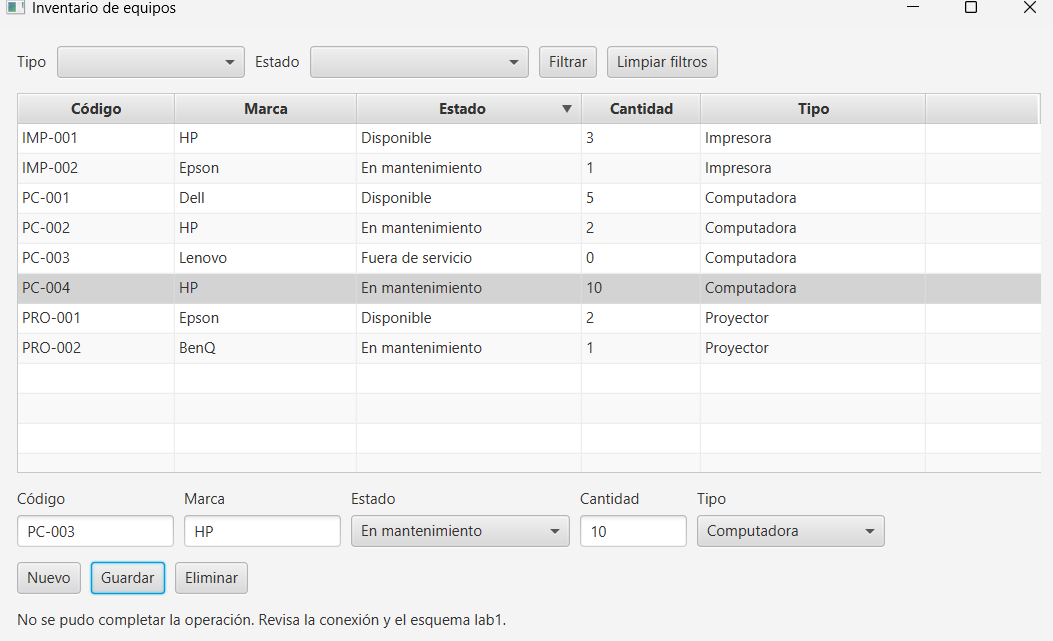 Inventario de equipos
Tipo Estado Filtrar Limpiar filtros
Código Marca Estado Cantidad Tipo
IMP-001 HP Disponible 3 Impresora
IMP-002 Epson En mantenimiento 1 Impresora
PC-001 Dell Disponible 5 Computadora
PC-002 HP En mantenimiento 2 Computadora
PC-003 Lenovo Fuera de servicio 0 Computadora
PC-004 HP En mantenimiento 10 Computadora
PRO-001 Epson Disponible 2 Proyector
PRO-002 BenQ En mantenimiento 1 Proyector
Código Marca Estado Cantidad Tipo
PC-003 HP En mantenimiento 10 Computadora
Nuevo Guardar Eliminar
No se pudo completar la operación. Revisa la conexión y el esquema lab1.